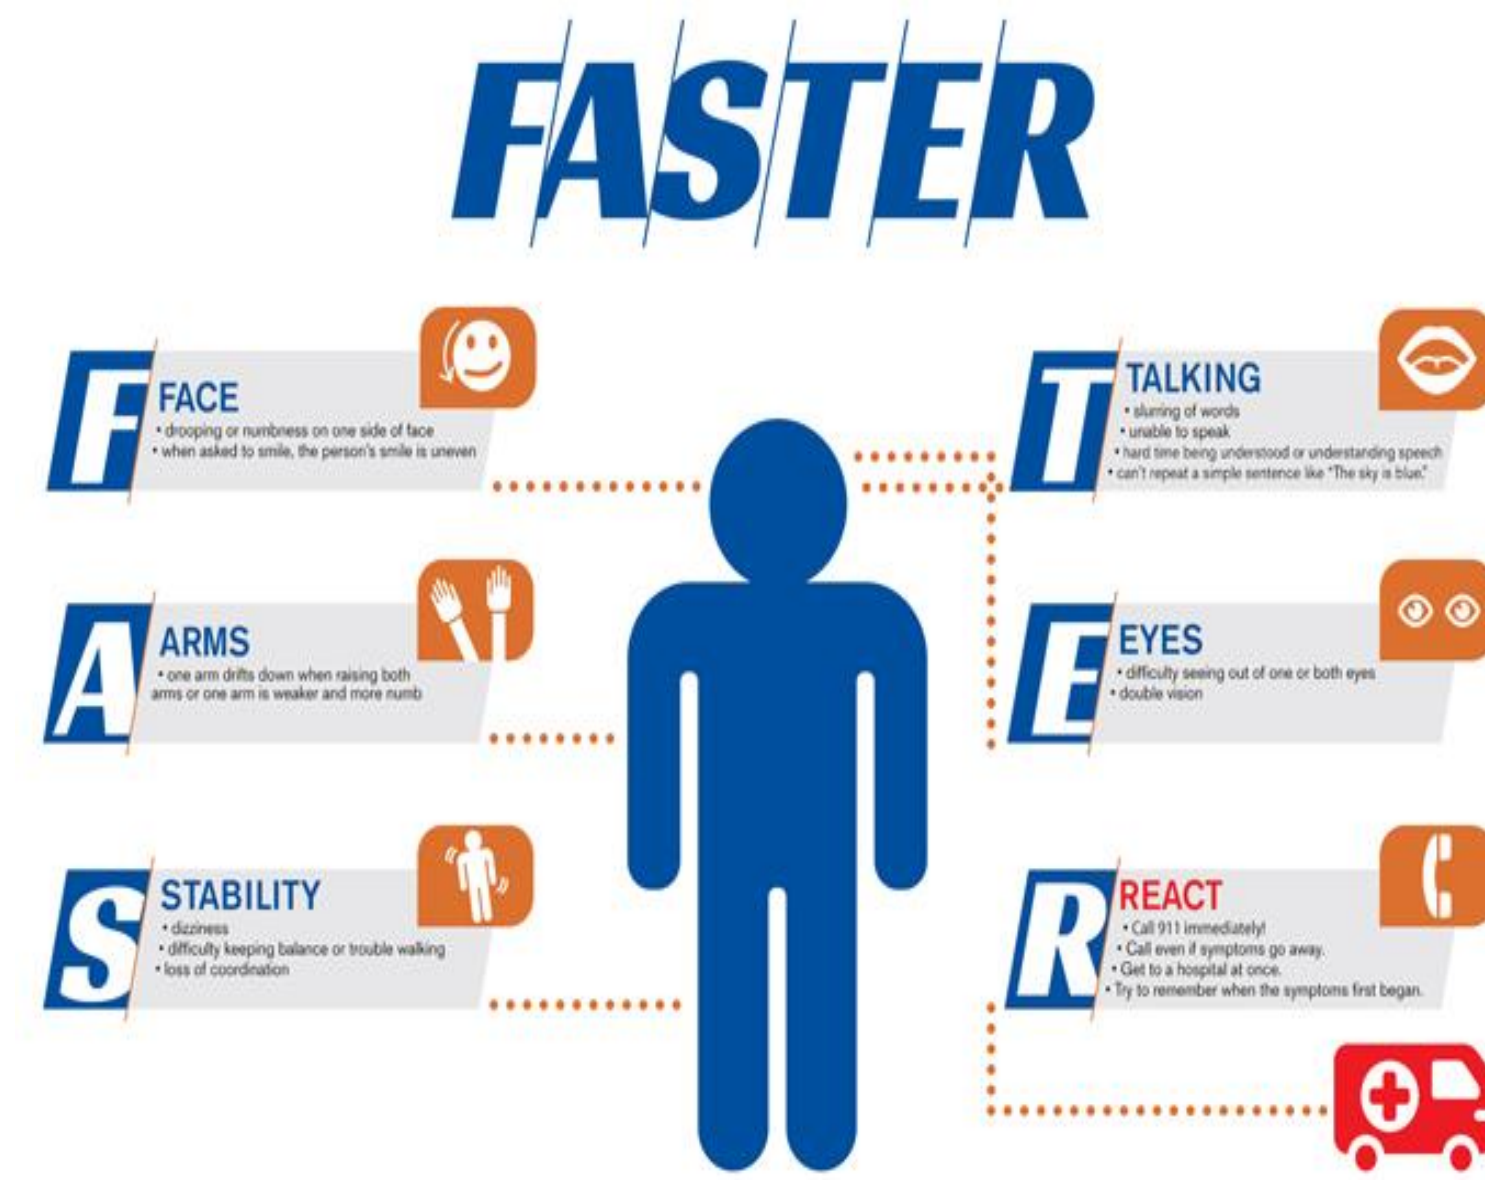 FASTER
F
FACE
• drooping or numbness on one side of face
• when asked to smile, the person's smile is uneven
A
ARMS
• one arm drifts down when raising both
arms or one arm is weaker and more numb
S
STABILITY
• dizziness
• difficulty keeping balance or trouble walking
• loss of coordination
T
TALKING
• slurring of words
• unable to speak
• hard time being understood or understanding speech
• can't repeat a simple sentence like "The sky is blue."
E
EYES
• difficulty seeing out of one or both eyes
• double vision
R
REACT
• Call 911 immediately!
• Call even if symptoms go away.
• Get to a hospital at once.
• Try to remember when the symptoms first began.